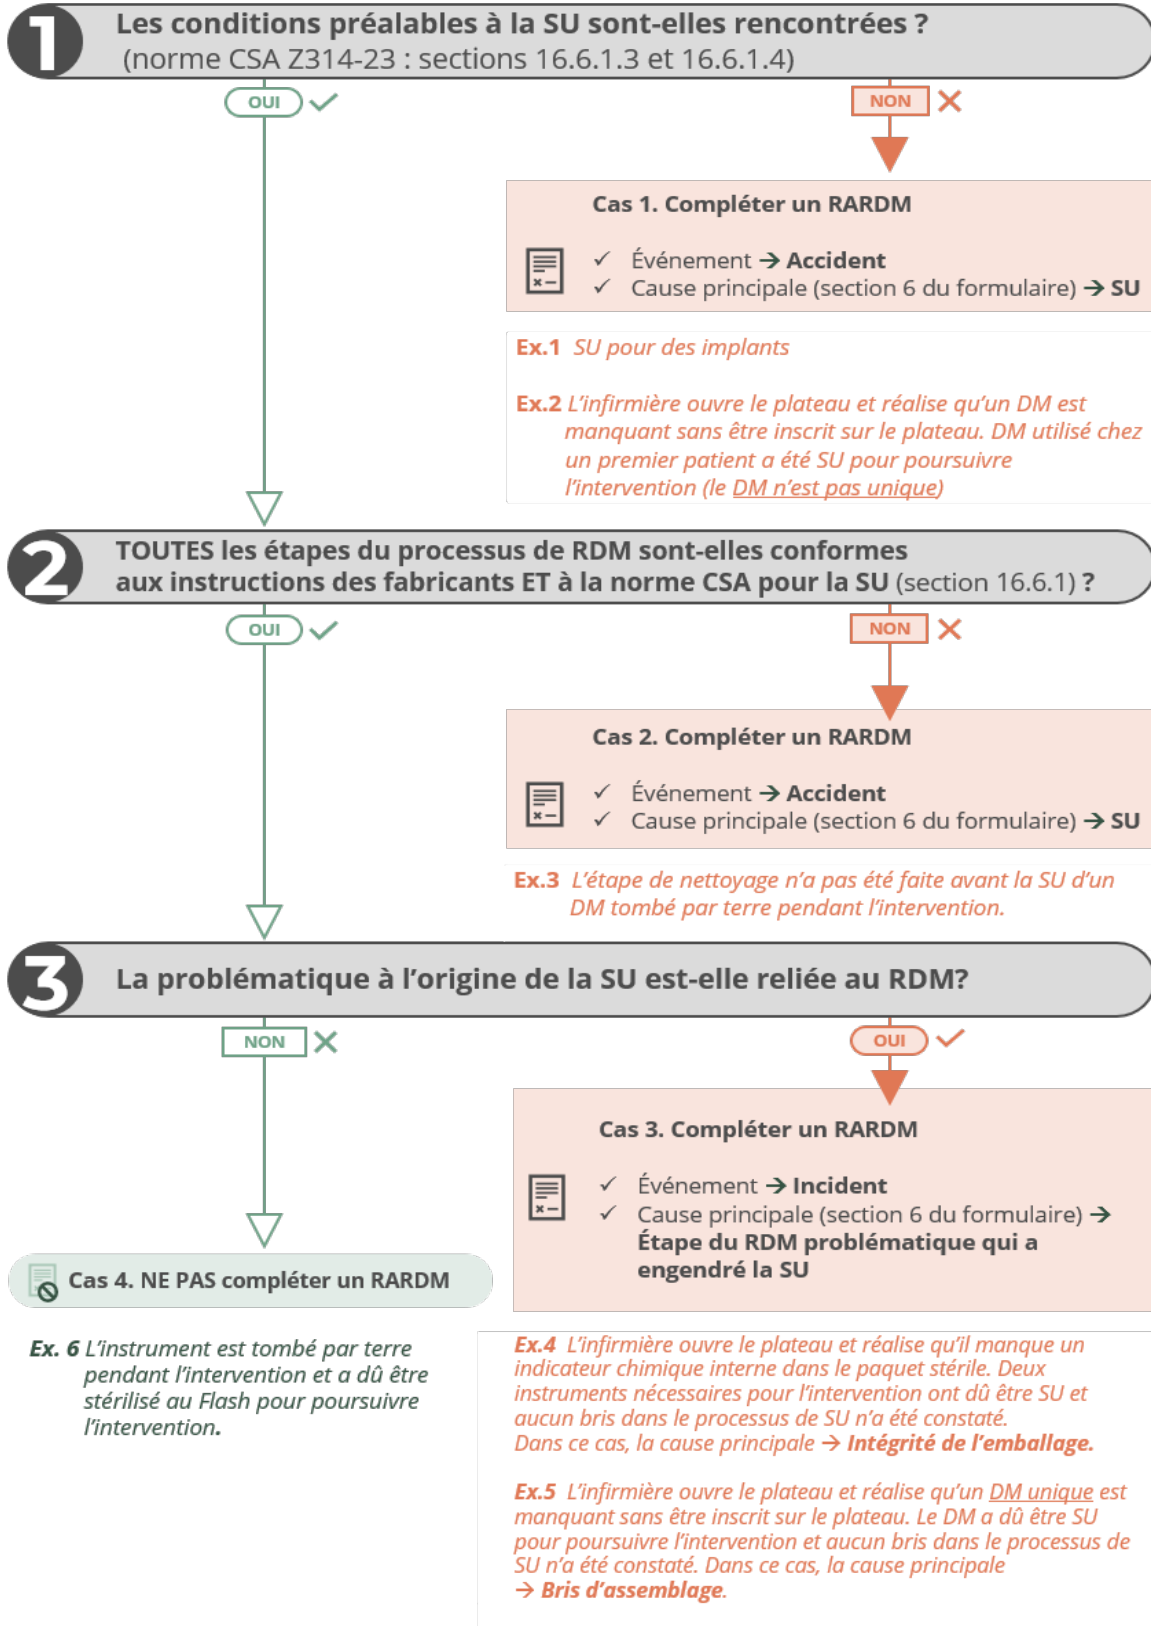 1
Les conditions préalables à la SU sont-elles rencontrées ?
(norme CSA Z314-23 : sections 16.6.1.3 et 16.6.1.4)
OUI
NON
Cas 1. Compléter un RARDM
✓ Événement → Accident
✓ Cause principale (section 6 du formulaire) → SU
Ex.1 SU pour des implants
Ex.2 L’infirmière ouvre le plateau et réalise qu’un DM est
manquant sans être inscrit sur le plateau. DM utilisé chez
un premier patient a été SU pour poursuivre
l’intervention (le DM n’est pas unique)
2
TOUTES les étapes du processus de RDM sont-elles conformes
aux instructions des fabricants ET à la norme CSA pour la SU (section 16.6.1) ?
OUI
NON
Cas 2. Compléter un RARDM
✓ Événement → Accident
✓ Cause principale (section 6 du formulaire) → SU
Ex.3 L’étape de nettoyage n’a pas été faite avant la SU d’un
DM tombé par terre pendant l’intervention.
3
La problématique à l’origine de la SU est-elle reliée au RDM?
NON
OUI
Cas 3. Compléter un RARDM
✓ Événement → Incident
✓ Cause principale (section 6 du formulaire) →
Étape du RDM problématique qui a
engendré la SU
Cas 4. NE PAS compléter un RARDM
Ex. 6 L’instrument est tombé par terre
pendant l’intervention et a dû être
stérilisé au Flash pour poursuivre
l’intervention.
Ex.4 L’infirmière ouvre le plateau et réalise qu’il manque un
indicateur chimique interne dans le paquet stérile. Deux
instruments nécessaires pour l’intervention ont dû être SU et
aucun bris dans le processus de SU n’a été constaté.
Dans ce cas, la cause principale → Intégrité de l’emballage.
Ex.5 L’infirmière ouvre le plateau et réalise qu’un DM unique est
manquant sans être inscrit sur le plateau. Le DM a dû être SU
pour poursuivre l’intervention et aucun bris dans le processus de
SU n’a été constaté. Dans ce cas, la cause principale
→ Bris d’assemblage.